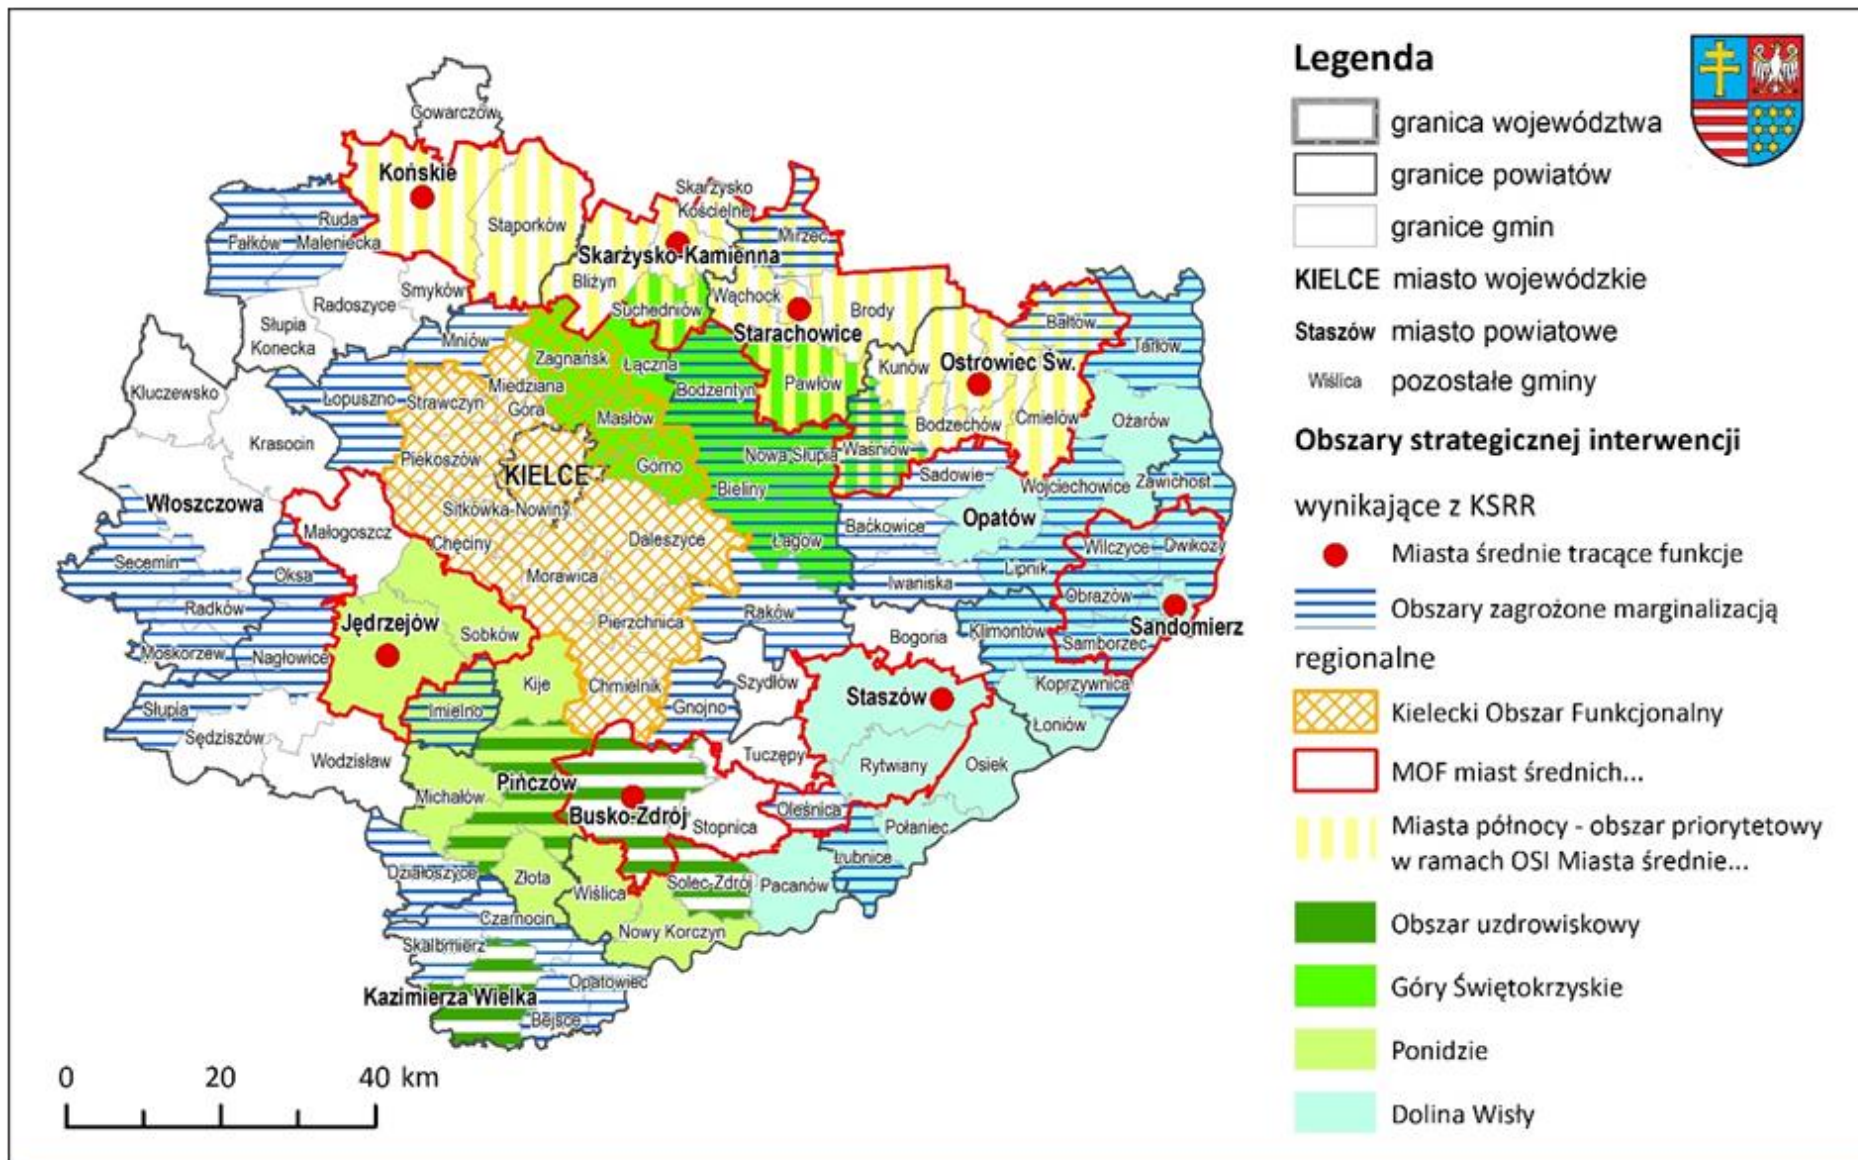 Gowarczów
Końskie
Skarżysko
Kościelne
Stąporków
Ruda
Maleniecka
Fałków
Mirzec
Skarżysko-Kamienna
Bliżyn
Smyków
Radoszyce
Wąchock
Suchedniów
Brody
Starachowice
Słupia
Konecka
Mniów
Bałtów
Tarłów
Zagnańsk
Łączna
Kunów
Ostrowiec Św.
Kluczewsko
Miedziana
Góra
Bodzentyn
Pawłów
Łopuszno
Strawczyn
Masłów
Bodzechów
Ćmielów
Ożarów
Krasocin
Piekoszów
KIELCE
Górno
Nowa Słupia
Waśniów
Sadowie
Wojciechowice
Zawichost
Bieliny
Włoszczowa
Sitkówka-Nowiny
Małogoszcz
Chęciny
Daleszyce
Łagów
Baćkowice
Opatów
Wilczyce
Dwikozy
Secemin
Oksa
Morawica
Iwaniska
Lipnik
Obrazów
Radków
Pierzchnica
Raków
Jędrzejów
Sobków
Bogoria
Klimontów
Sandomierz
Samborzec
Moskorzew
Nagłowice
Kije
Chmielnik
Szydłów
Staszów
Koprzywnica
Słupia
Imielno
Gnojno
Łoniów
Sędziszów
Wodzisław
Tuczępy
Rytwiany
Osiek
Michałów
Pińczów
Busko-Zdrój
Stopnica
Oleśnica
Połaniec
Łubnice
Działoszyce
Złota
Wiślica
Solec-Zdrój
Pacanów
Czarnocin
Nowy Korczyn
Skalbmierz
Opatowiec
Kazimierza Wielka
Bejsce
0 20 40 km
Legenda
granica województwa
granice powiatów
granice gmin
KIELCE miasto wojewódzkie
Staszów miasto powiatowe
Wiślica pozostałe gminy
Obszary strategicznej interwencji
wynikające z KSRR
Miasta średnie tracące funkcje
Obszary zagrożone marginalizacją
regionalne
Kielecki Obszar Funkcjonalny
MOF miast średnich...
Miasta północy - obszar priorytetowy
w ramach OSI Miasta średnie...
Obszar uzdrowiskowy
Góry Świętokrzyskie
Ponidzie
Dolina Wisły